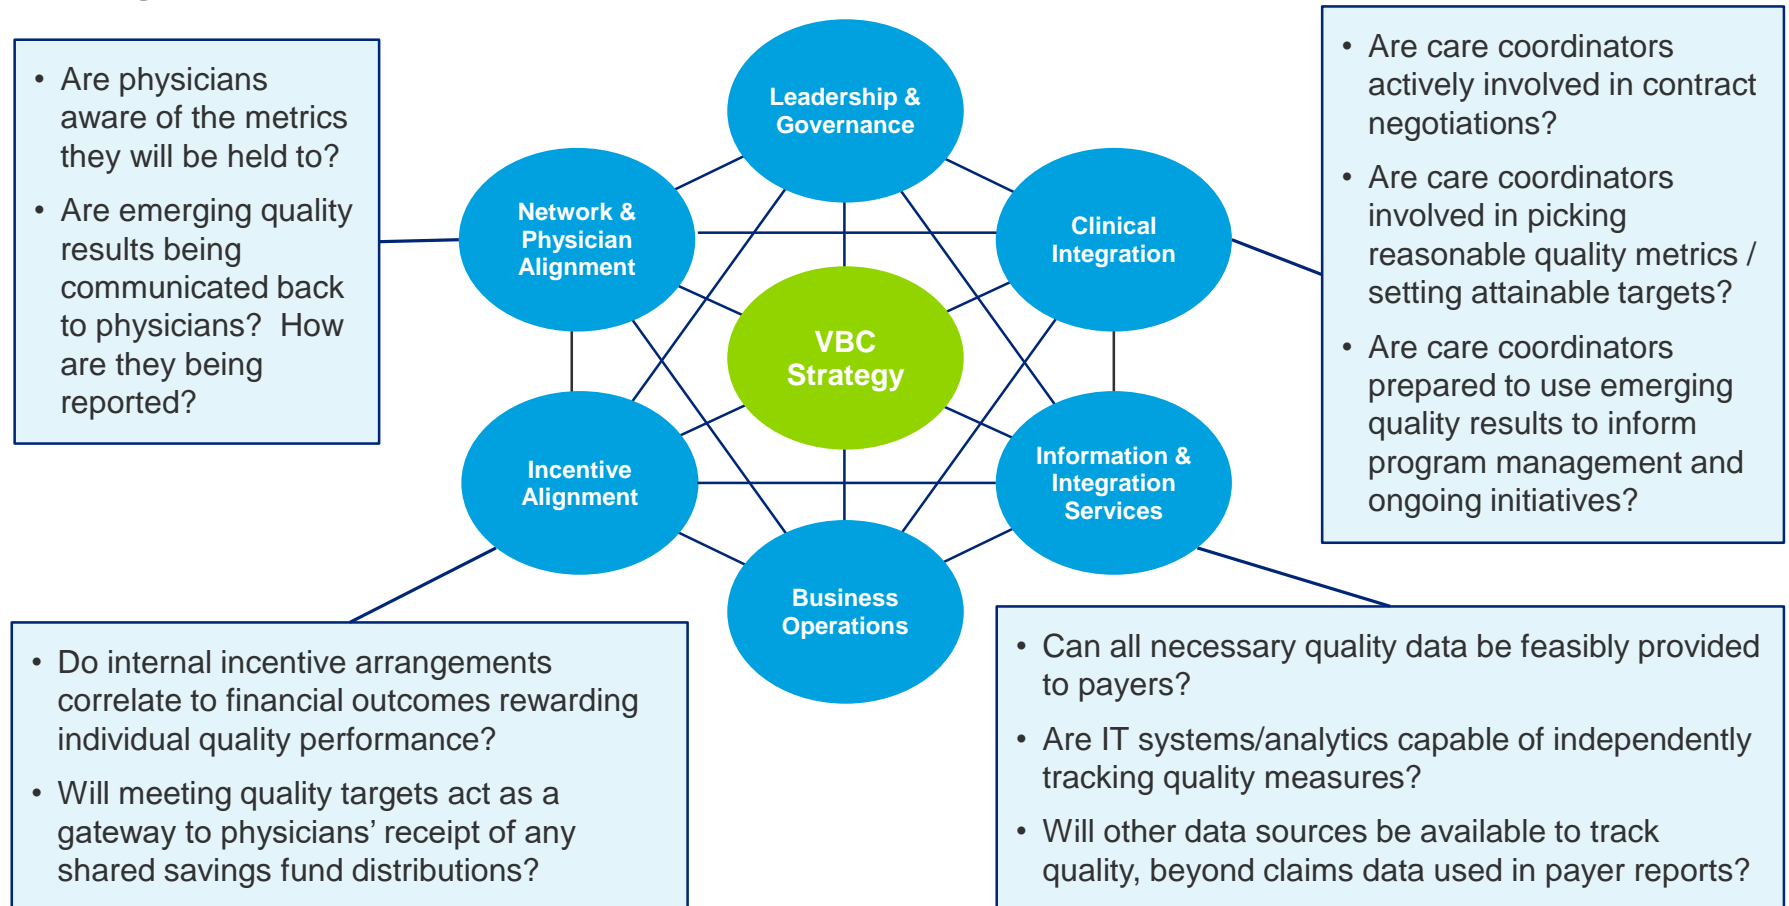 • Are physicians
aware of the metrics
they will be held to?
• Are emerging quality
results being
communicated back
to physicians?  How
are they being
reported?
Leadership &
Governance
Network &
Physician
Alignment
Clinical
Integration
VBC
Strategy
Incentive
Alignment
Information &
Integration
Services
Business
Operations
• Are care coordinators
actively involved in contract
negotiations?
• Are care coordinators
involved in picking
reasonable quality metrics /
setting attainable targets?
• Are care coordinators
prepared to use emerging
quality results to inform
program management and
ongoing initiatives?
• Do internal incentive arrangements
correlate to financial outcomes rewarding
individual quality performance?
• Will meeting quality targets act as a
gateway to physicians’ receipt of any
shared savings fund distributions?
• Can all necessary quality data be feasibly provided
to payers?
• Are IT systems/analytics capable of independently
tracking quality measures?
• Will other data sources be available to track
quality, beyond claims data used in payer reports?